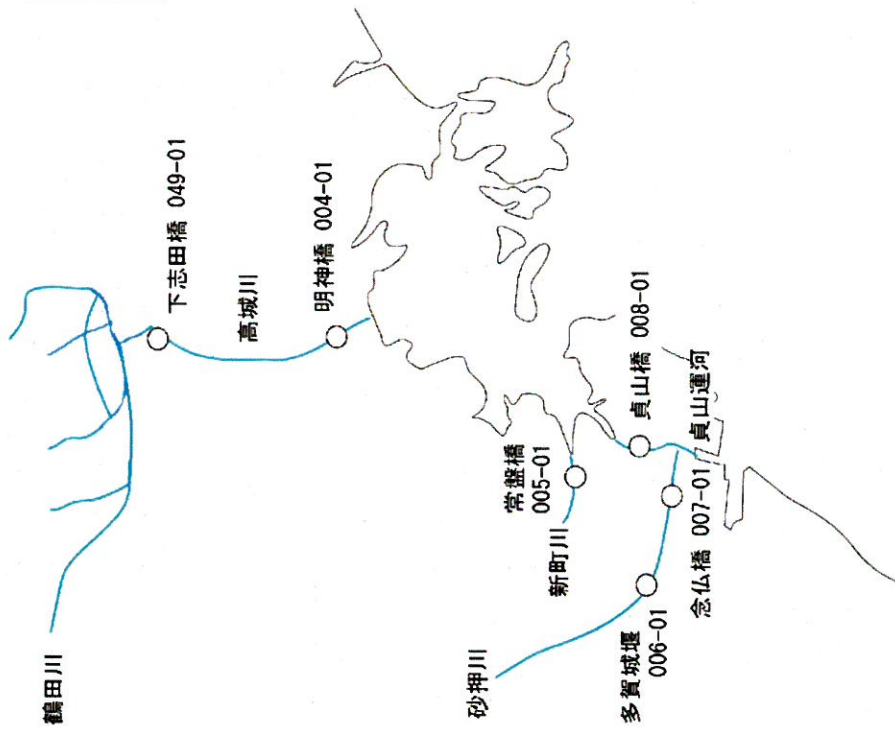 鶴田川
下志田橋 049-01
高城川
明神橋 004-01
常盤橋
005-01
新町川
貞山橋 008-01
貞山運河
念仏橋 007-01
砂押川
多賀城堰
006-01